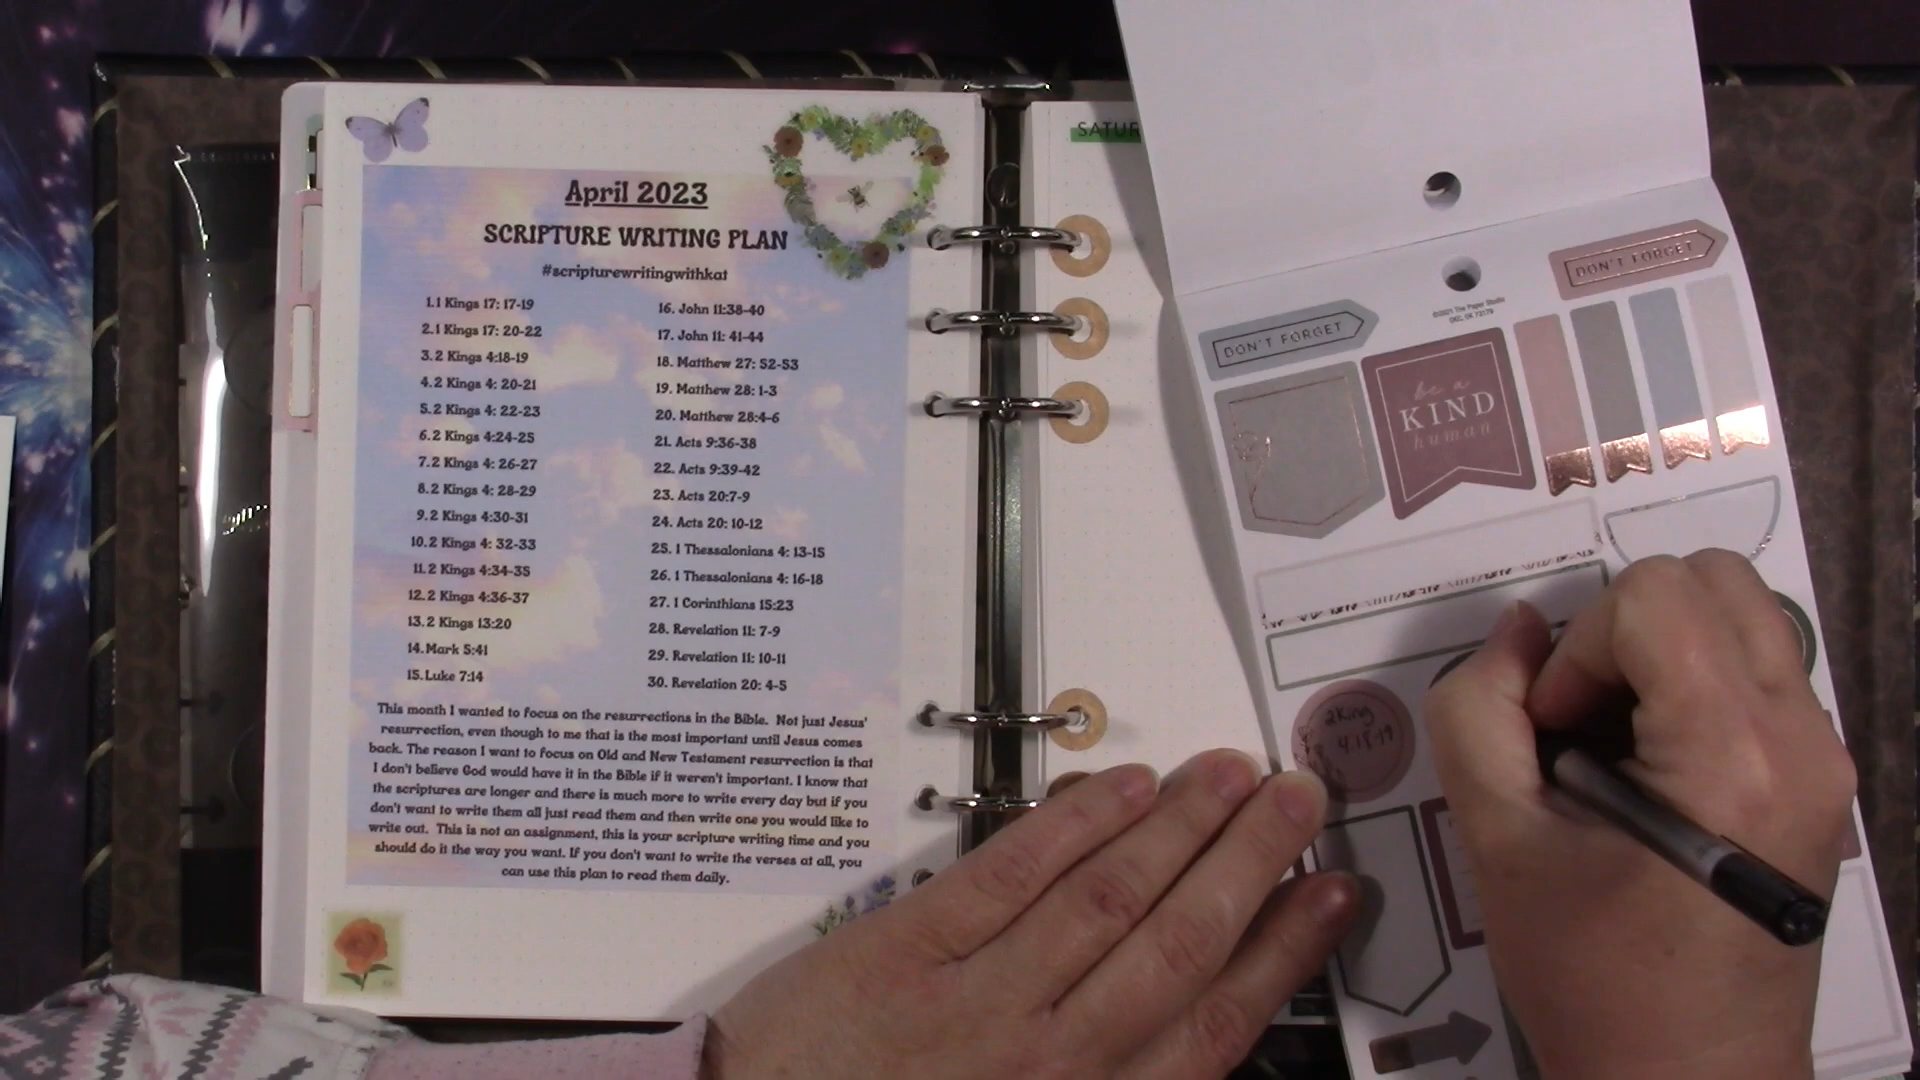 April 2023
SCRIPTURE WRITING PLAN
#scripturewritingwithkat
1. 1 Kings 17: 17-19
2. 1 Kings 17: 20-22
3. 2 Kings 4:18-19
4. 2 Kings 4: 20-21
5. 2 Kings 4: 22-23
6. 2 Kings 4:24-25
7. 2 Kings 4: 26-27
8. 2 Kings 4: 28-29
9. 2 Kings 4:30-31
10. 2 Kings 4: 32-33
11. 2 Kings 4:34-35
12. 2 Kings 4:36-37
13. 2 Kings 13:20
14. Mark 5:41
15. Luke 7:14
16. John 11:38-40
17. John 11: 41-44
18. Matthew 27: 52-53
19. Matthew 28: 1-3
20. Matthew 28:4-6
21. Acts 9:36-38
22. Acts 9:39-42
23. Acts 20:7-9
24. Acts 20: 10-12
25. 1 Thessalonians 4: 13-15
26. 1 Thessalonians 4: 16-18
27. 1 Corinthians 15:23
28. Revelation 11: 7-9
29. Revelation 11: 10-11
30. Revelation 20: 4-5
This month I wanted to focus on the resurrections in the Bible. Not just Jesus'
resurrection, even though to me that is the most important until Jesus comes
back. The reason I want to focus on Old and New Testament resurrection is that
I don't believe God would have it in the Bible if it weren't important. I know that
the scriptures are longer and there is much more to write every day but if you
don't want to write them all just read them and then write one you would like to
write out. This is not an assignment, this is your scripture writing time and you
should do it the way you want. If you don't want to write the verses at all, you
can use this plan to read them daily.
SATUR
DON'T FORGET
©2021 The Paper Studio
OKC, OK 73179
DON'T FORGET
be a
KIND
human
2King
4:18-19